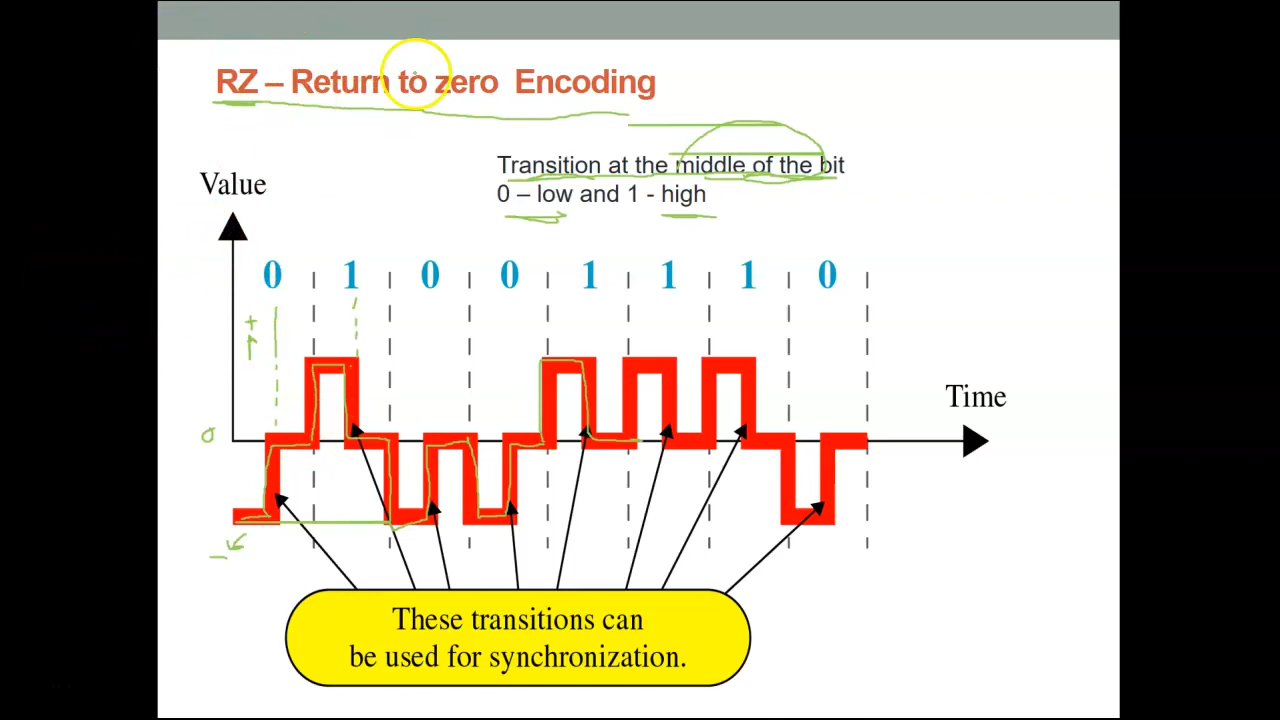 RZ – Return to zero Encoding
Transition at the middle of the bit
0 – low and 1 - high
Value
0 1 0 0 1 1 1 0
+
0
Time
–
These transitions can
be used for synchronization.